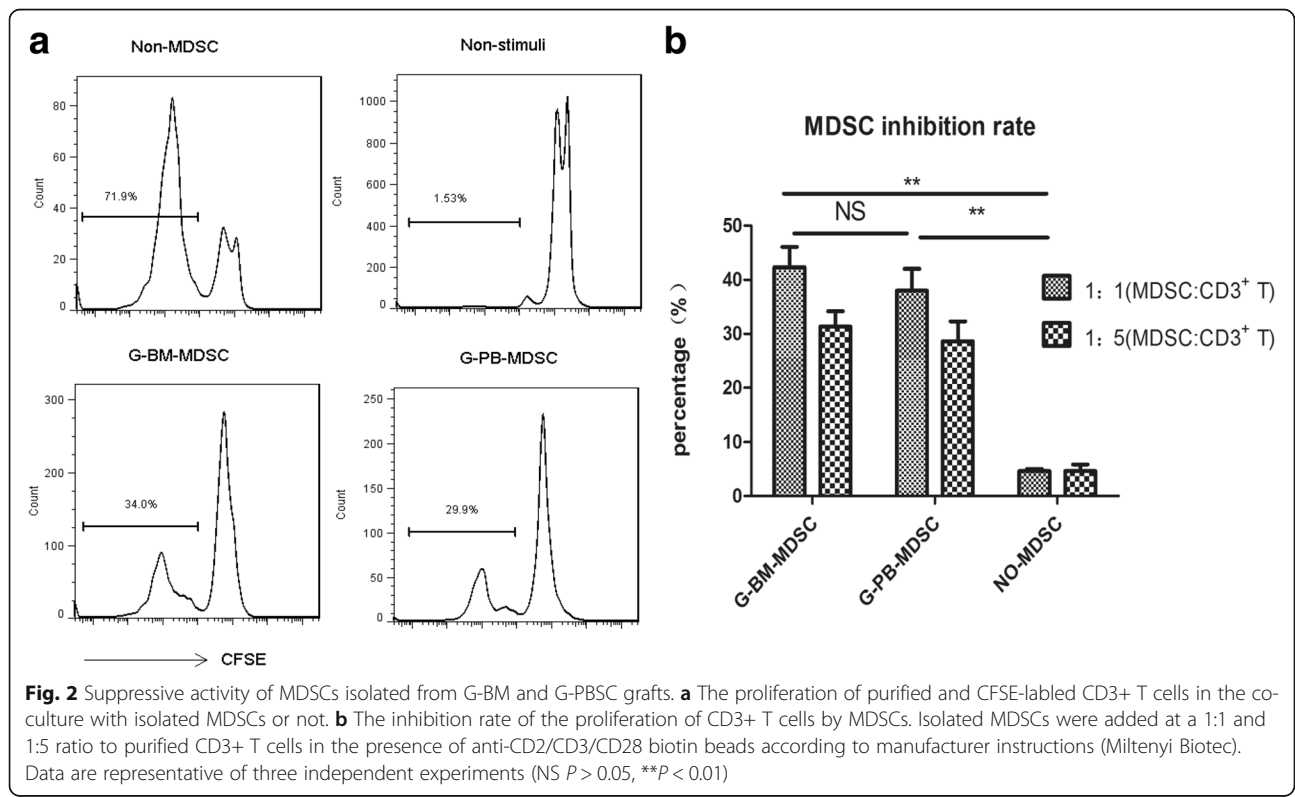 a
Non-MDSC
Count
80
60
40
20
0
71.9%
Non-stimuli
Count
1000
800
600
400
200
0
1.53%
G-BM-MDSC
Count
300
200
100
0
34.0%
G-PB-MDSC
Count
250
200
150
100
50
0
29.9%
CFSE
b
MDSC inhibition rate
**
NS
**
percentage (%)
50
40
30
20
10
0
G-BM-MDSC
G-PB-MDSC
NO-MDSC
1: 1(MDSC:CD3+ T)
1: 5(MDSC:CD3+ T)
Fig. 2 Suppressive activity of MDSCs isolated from G-BM and G-PBSC grafts. a The proliferation of purified and CFSE-labled CD3+ T cells in the co-
culture with isolated MDSCs or not. b The inhibition rate of the proliferation of CD3+ T cells by MDSCs. Isolated MDSCs were added at a 1:1 and
1:5 ratio to purified CD3+ T cells in the presence of anti-CD2/CD3/CD28 biotin beads according to manufacturer instructions (Miltenyi Biotec).
Data are representative of three independent experiments (NS P > 0.05, **P < 0.01)